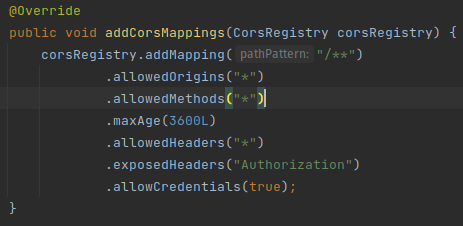 @Override
public void addCorsMappings(CorsRegistry corsRegistry) {
    corsRegistry.addMapping( pathPattern: "/**")
            .allowedOrigins("*")
            .allowedMethods("*")
            .maxAge(3600L)
            .allowedHeaders("*")
            .exposedHeaders("Authorization")
            .allowCredentials(true);
}